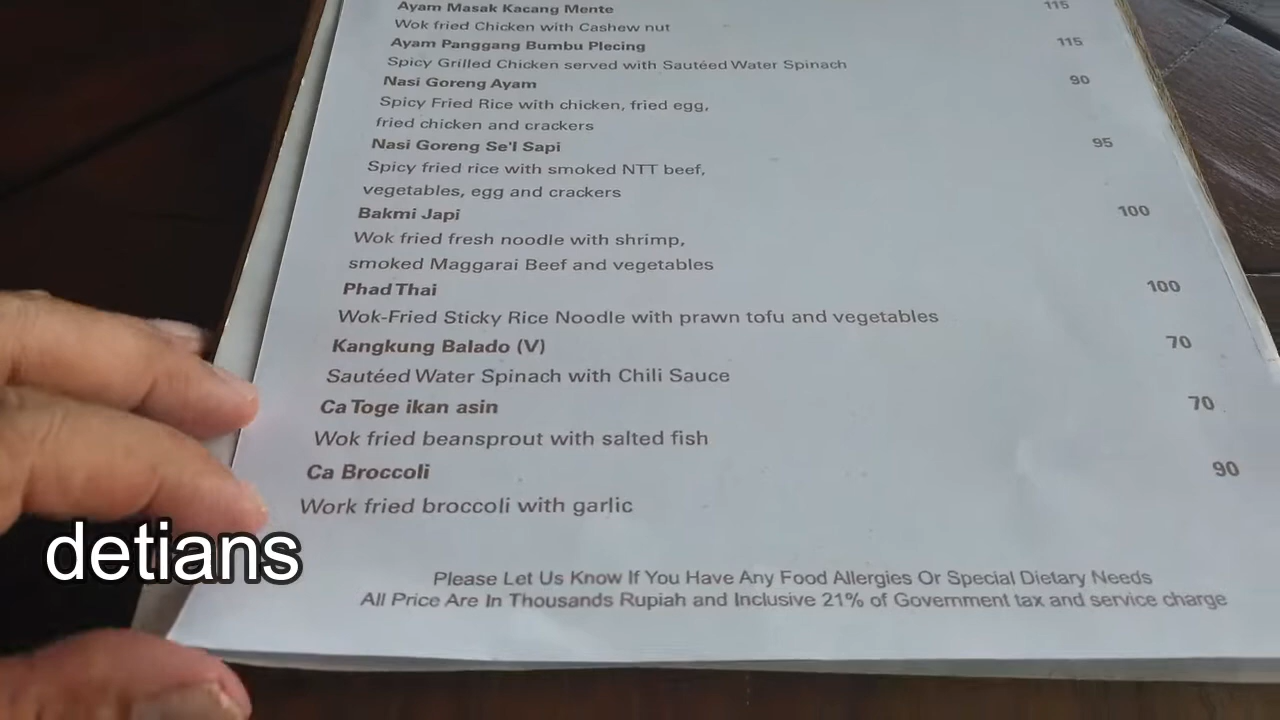 Ayam Masak Kacang Mente 115
Wok fried Chicken with Cashew nut
Ayam Panggang Bumbu Plecing 115
Spicy Grilled Chicken served with Sautéed Water Spinach
Nasi Goreng Ayam 90
Spicy Fried Rice with chicken, fried egg,
fried chicken and crackers
Nasi Goreng Se'I Sapi 95
Spicy fried rice with smoked NTT beef,
vegetables, egg and crackers
Bakmi Japi 100
Wok fried fresh noodle with shrimp,
smoked Maggarai Beef and vegetables
Phad Thai 100
Wok-Fried Sticky Rice Noodle with prawn tofu and vegetables
Kangkung Balado (V) 70
Sautéed Water Spinach with Chili Sauce
Ca Toge ikan asin 70
Wok fried beansprout with salted fish
Ca Broccoli 90
Work fried broccoli with garlic
detians
Please Let Us Know If You Have Any Food Allergies Or Special Dietary Needs
All Price Are In Thousands Rupiah and Inclusive 21% of Government tax and service charge